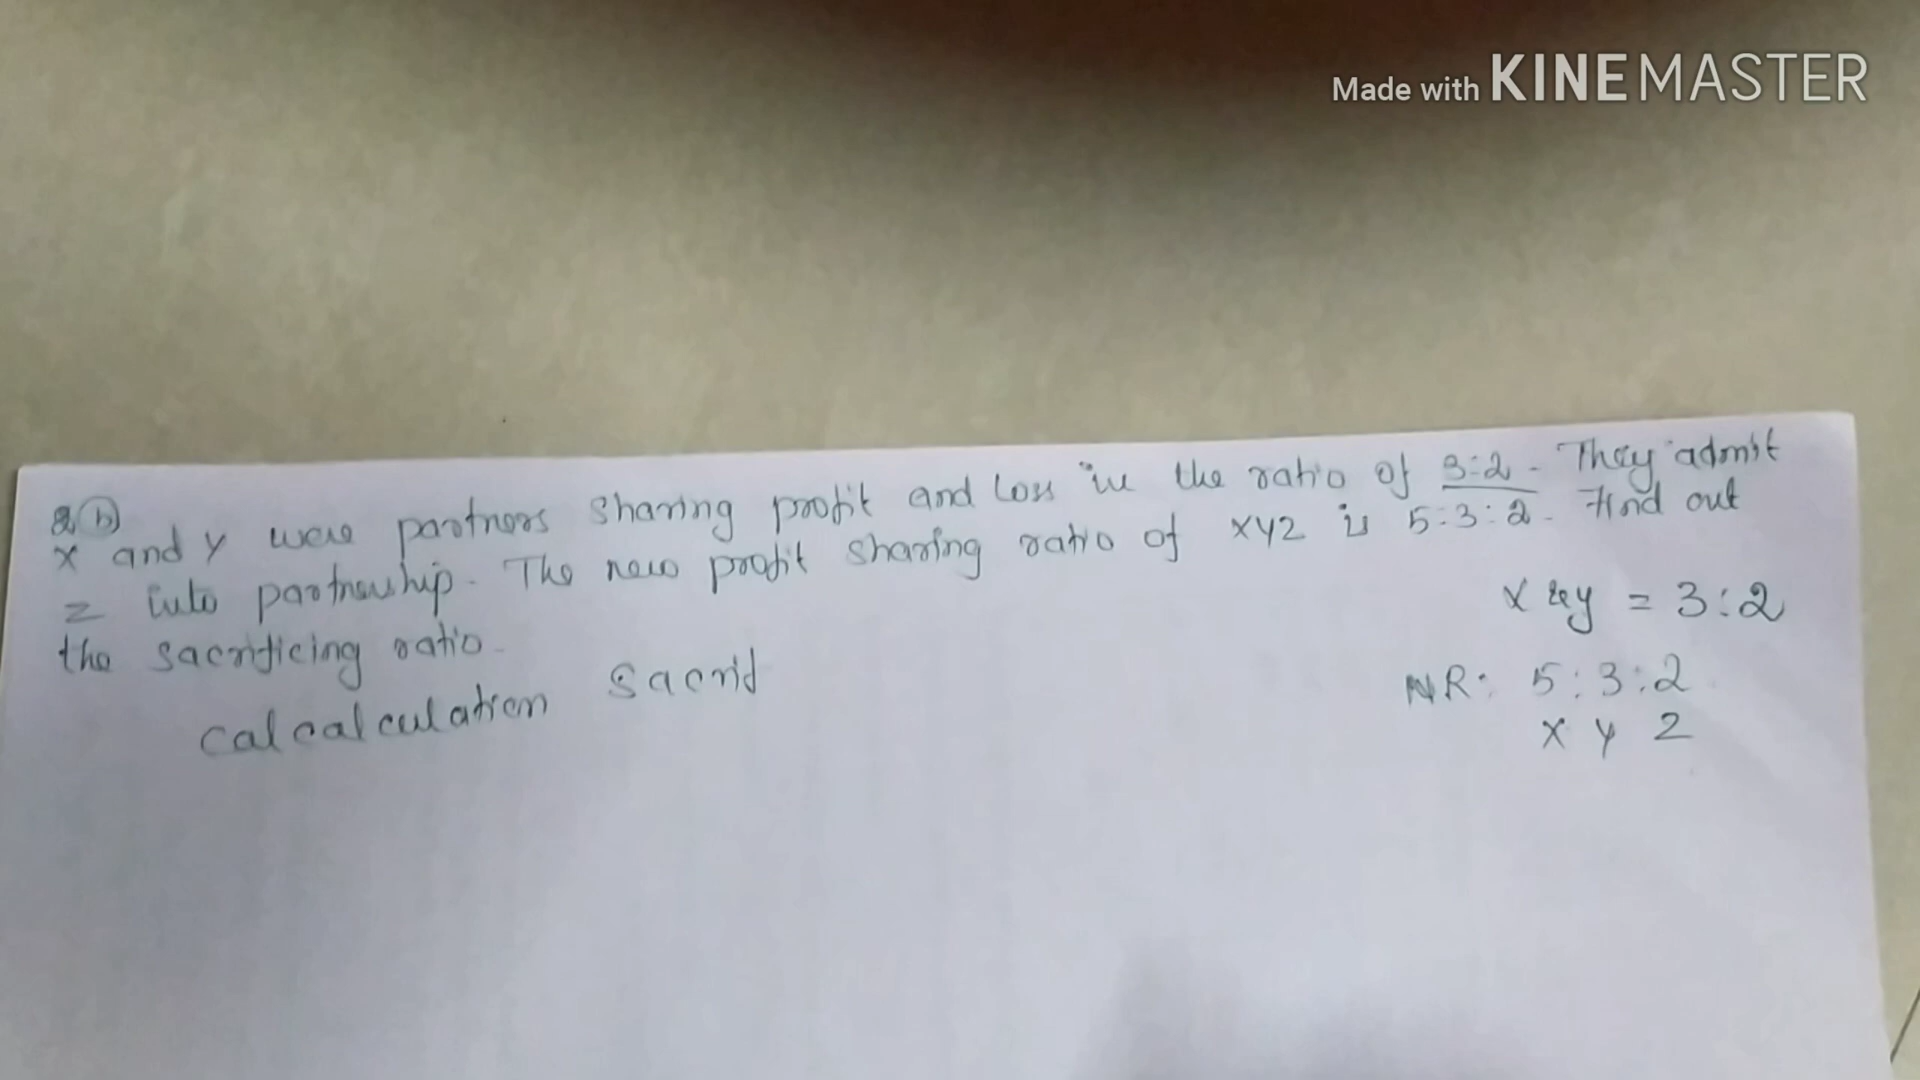 Made with KINEMASTER
Q b
X and Y were partners sharing profit and Loss in the ratio of 3:2. They admit
Z into partnership. The new profit sharing ratio of XYZ is 5:3:2. Find out
the sacrificing ratio.
X & y = 3:2
calcalculation Sacrif
NR: 5:3:2
X Y Z